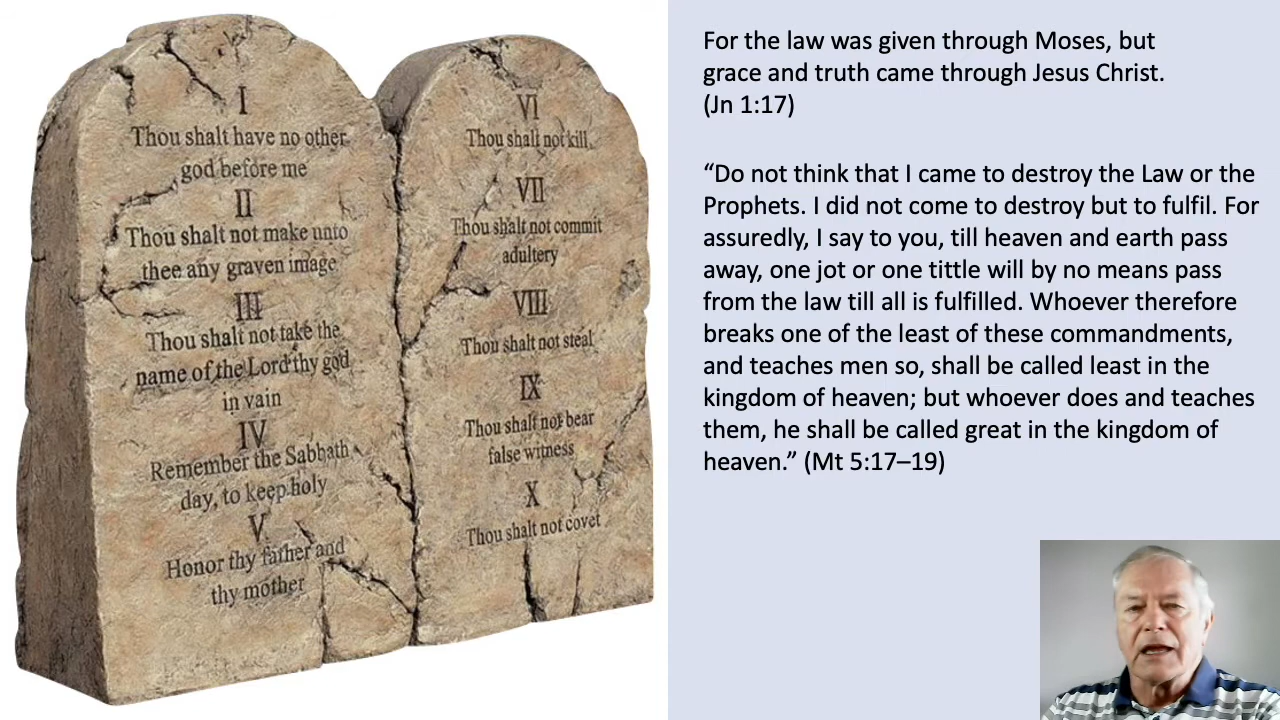 I
Thou shalt have no other
god before me
II
Thou shalt not make unto
thee any graven image
III
Thou shalt not take the
name of the Lord thy god
in vain
IV
Remember the Sabbath
day, to keep holy
V
Honor thy father and
thy mother
VI
Thou shalt not kill
VII
Thou shalt not commit
adultery
VIII
Thou shalt not steal
IX
Thou shalt not bear
false witness
X
Thou shalt not covet
For the law was given through Moses, but
grace and truth came through Jesus Christ.
(Jn 1:17)
“Do not think that I came to destroy the Law or the
Prophets. I did not come to destroy but to fulfil. For
assuredly, I say to you, till heaven and earth pass
away, one jot or one tittle will by no means pass
from the law till all is fulfilled. Whoever therefore
breaks one of the least of these commandments,
and teaches men so, shall be called least in the
kingdom of heaven; but whoever does and teaches
them, he shall be called great in the kingdom of
heaven.” (Mt 5:17–19)